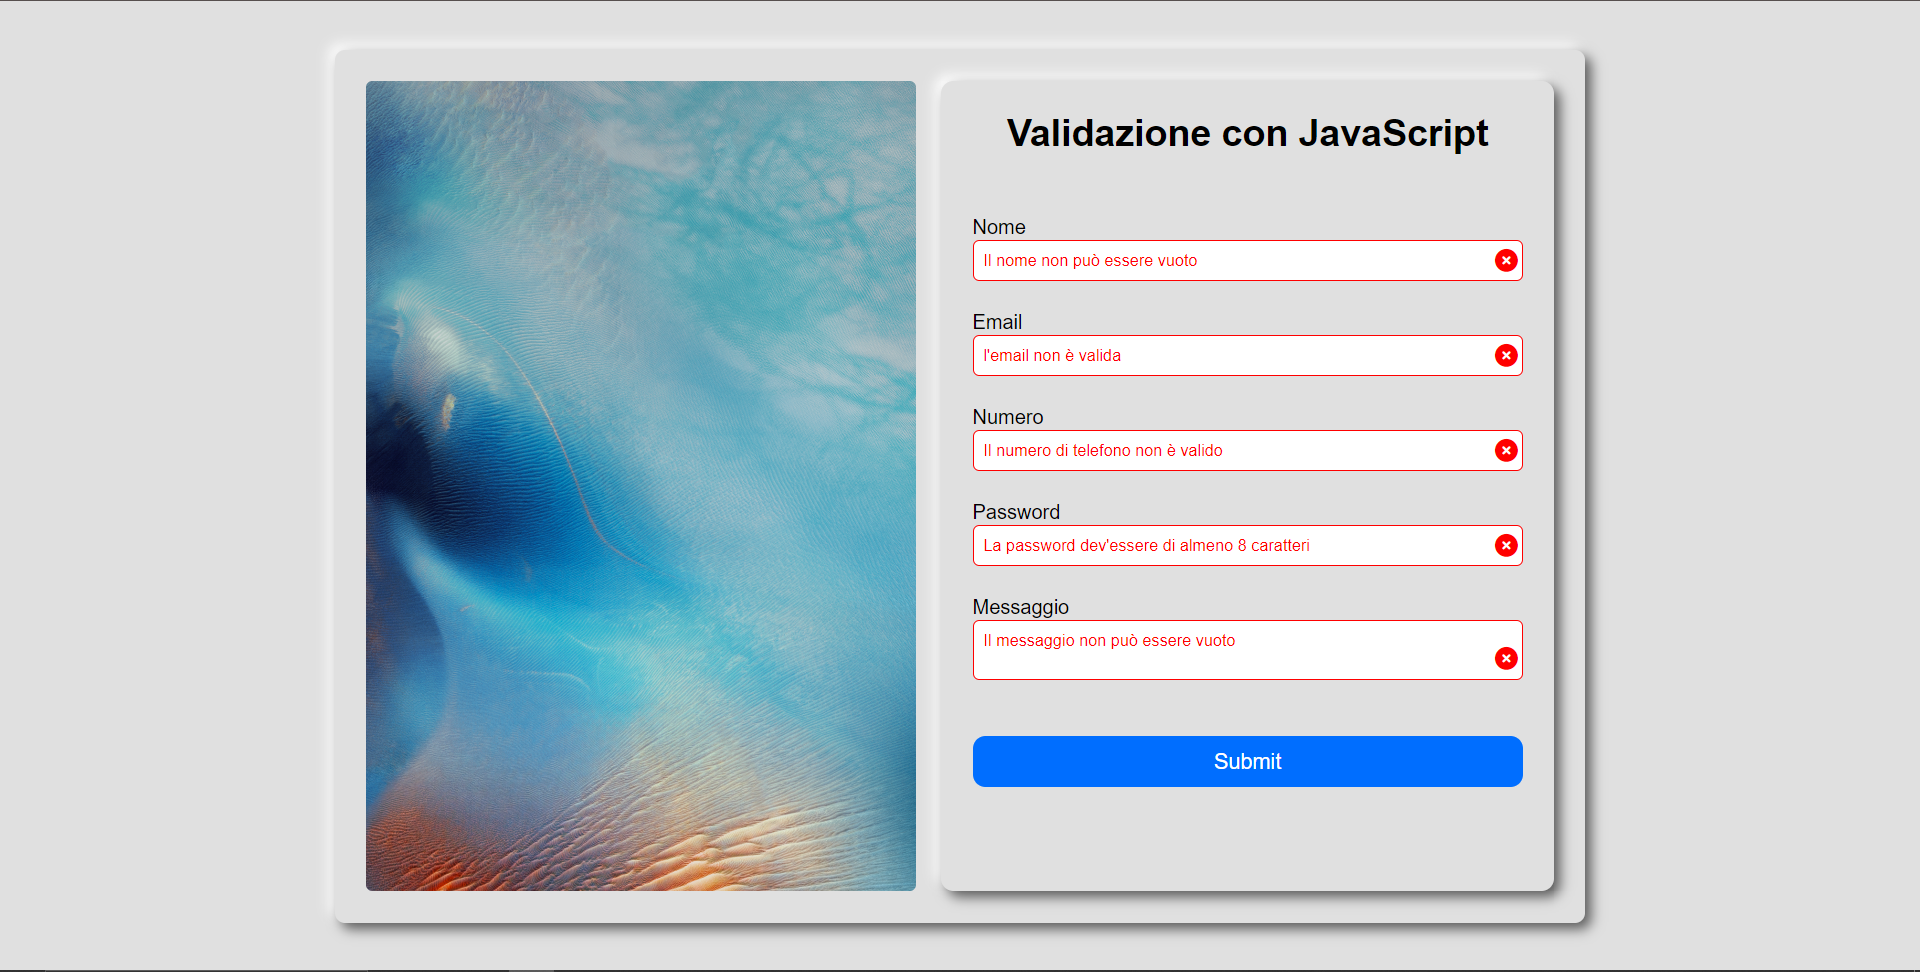 Validazione con JavaScript
Nome
Il nome non può essere vuoto
Email
l'email non è valida
Numero
Il numero di telefono non è valido
Password
La password dev'essere di almeno 8 caratteri
Messaggio
Il messaggio non può essere vuoto
Submit